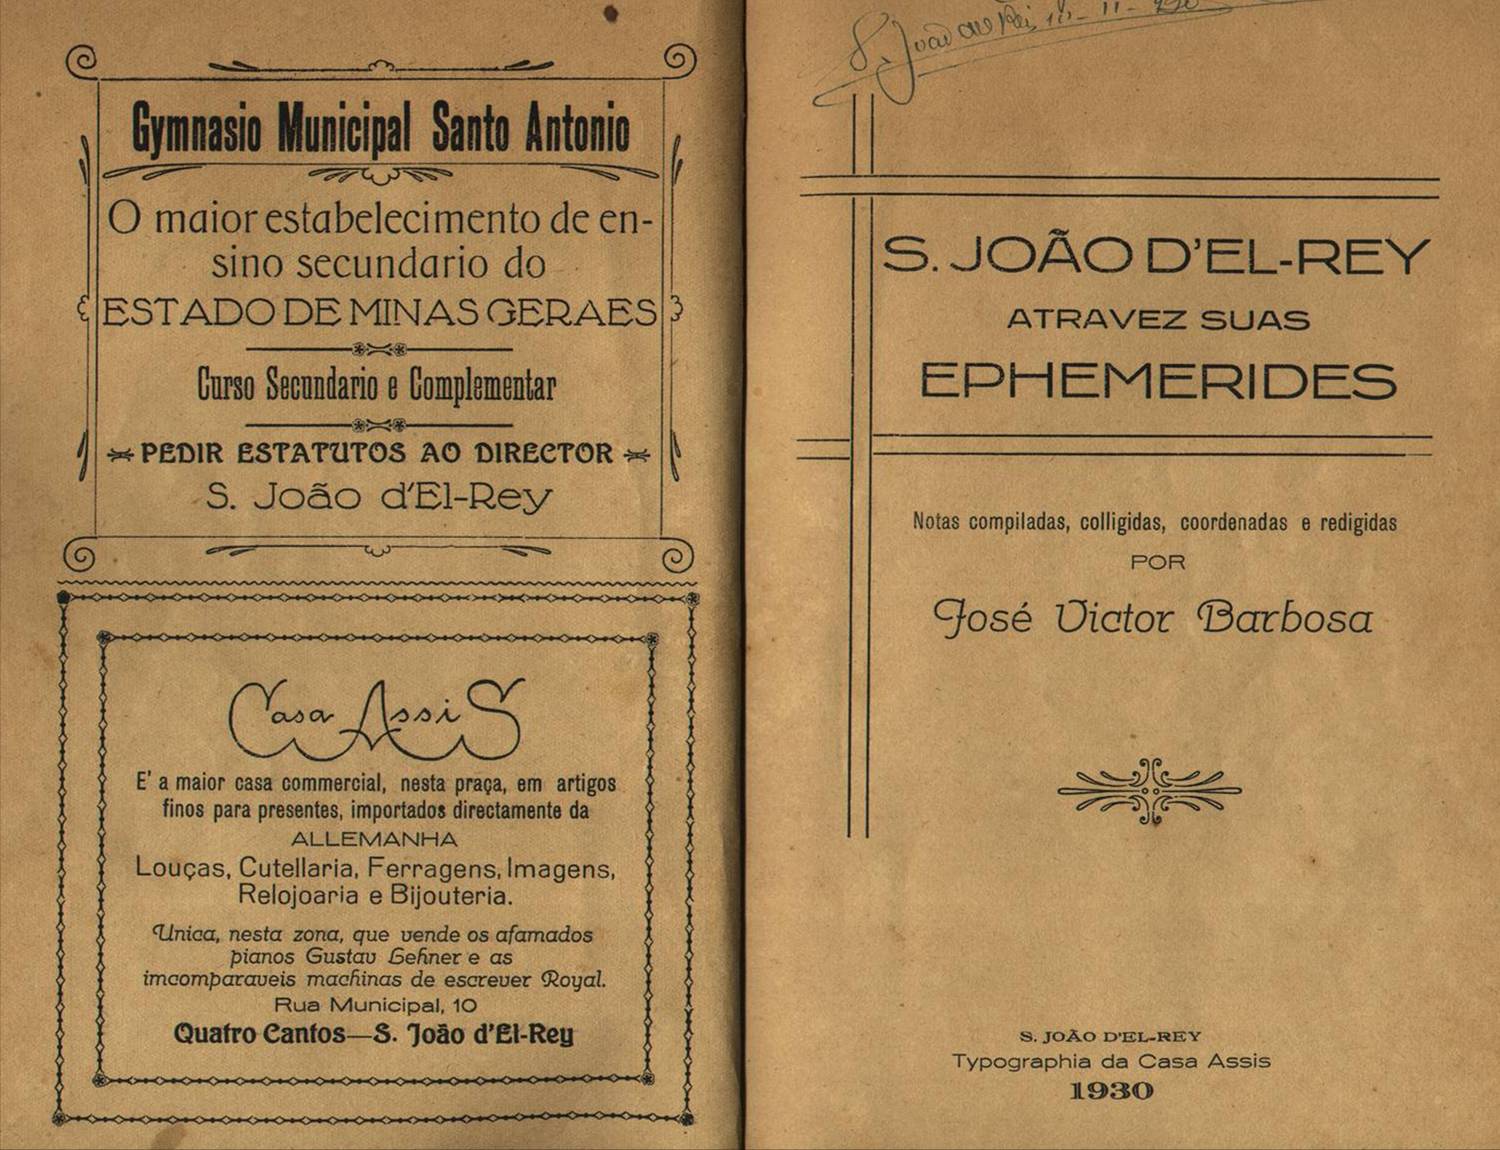 Gymnasio Municipal Santo Antonio
O maior estabelecimento de en-
sino secundario do
ESTADO DE MINAS GERAES
Curso Secundario e Complementar
PEDIR ESTATUTOS AO DIRECTOR
S. João d'El-Rey
Casa Assis
E' a maior casa commercial, nesta praça, em artigos
finos para presentes, importados directamente da
ALLEMANHA
Louças, Cutellaria, Ferragens, Imagens,
Relojoaria e Bijouteria.
Unica, nesta zona, que vende os afamados
pianos Gustav Lehner e as
imcomparaveis machinas de escrever Royal.
Rua Municipal, 10
Quatro Cantos—S. João d'El-Rey
S. João
S. JOÃO D'EL-REY
ATRAVEZ SUAS
EPHEMERIDES
Notas compiladas, colligidas, coordenadas e redigidas
POR
José Victor Barbosa
S. JOÃO D'EL-REY
Typographia da Casa Assis
1930